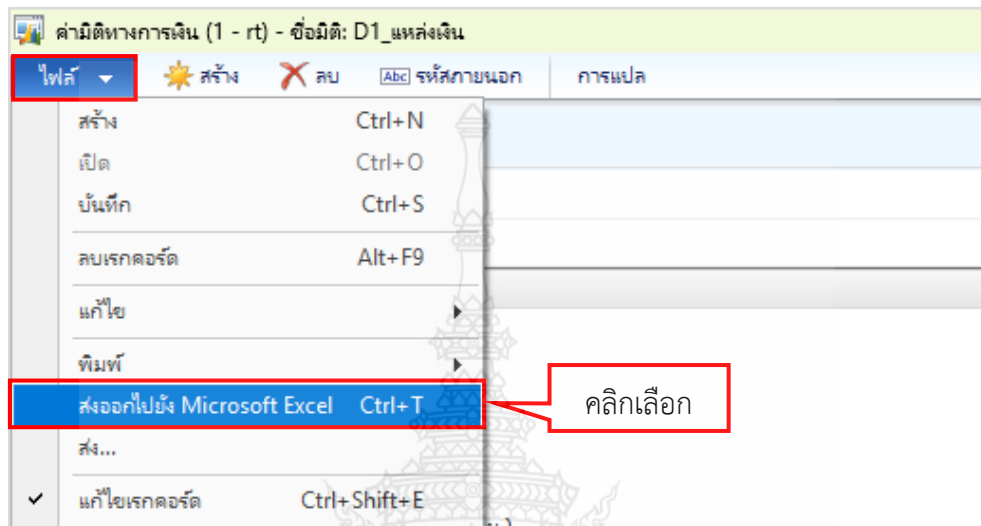 ค่ามิติทางการเงิน (1 - rt) - ชื่อมิติ: D1_แหล่งเงิน
ไฟล์ สร้าง ลบ Abc รหัสภายนอก การแปล
สร้าง Ctrl+N
เปิด Ctrl+O
บันทึก Ctrl+S
ลบเรกคอร์ด Alt+F9
แก้ไข
พิมพ์
ส่งออกไปยัง Microsoft Excel Ctrl+T
คลิกเลือก
ส่ง...
แก้ไขเรกคอร์ด Ctrl+Shift+E